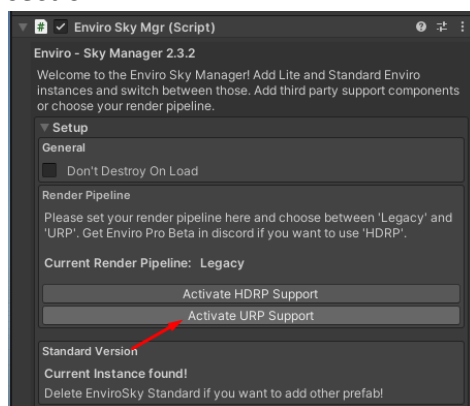 Enviro Sky Mgr (Script)
Enviro - Sky Manager 2.3.2
Welcome to the Enviro Sky Manager! Add Lite and Standard Enviro
instances and switch between those. Add third party support components
or choose your render pipeline.
Setup
General
Don't Destroy On Load
Render Pipeline
Please set your render pipeline here and choose between 'Legacy' and
'URP'. Get Enviro Pro Beta in discord if you want to use 'HDRP'.
Current Render Pipeline: Legacy
Activate HDRP Support
Activate URP Support
Standard Version
Current Instance found!
Delete EnviroSky Standard if you want to add other prefab!